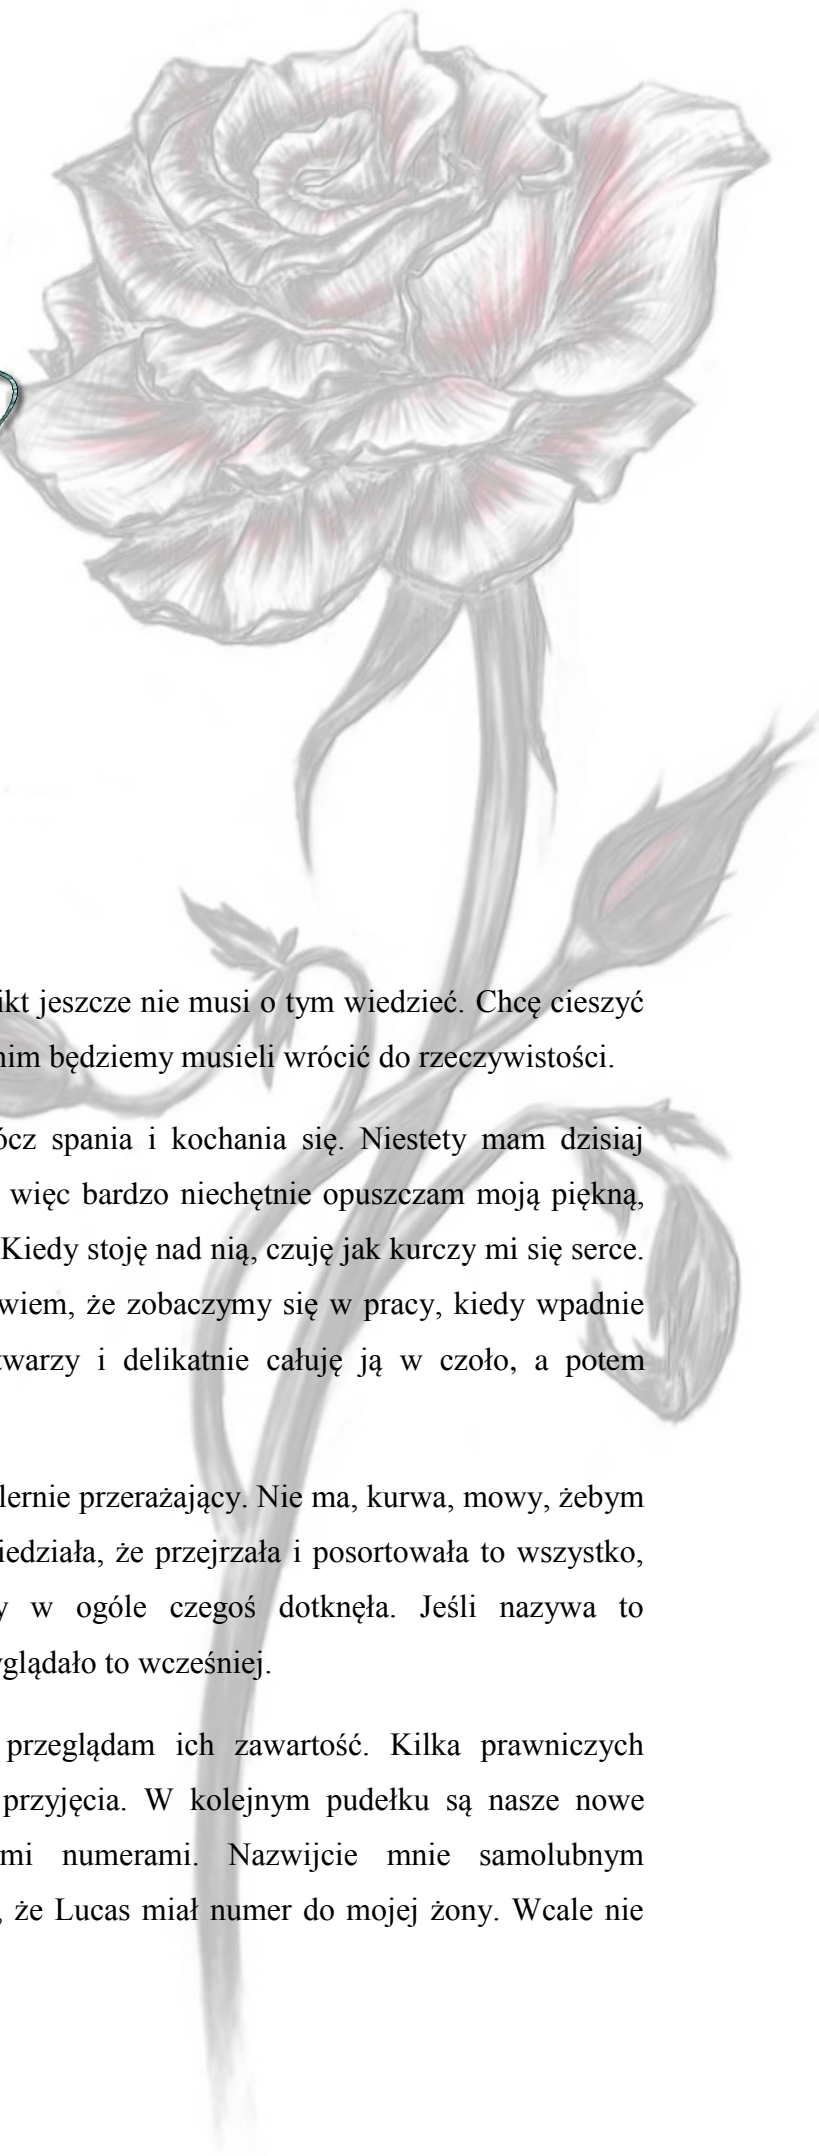 ikt jeszcze nie musi o tym wiedzieć. Chcę cieszyć
nim będziemy musieli wrócić do rzeczywistości.
ócz spania i kochania się. Niestety mam dzisiaj
więc bardzo niechętnie opuszczam moją piękną,
Kiedy stoję nad nią, czuję jak kurczy mi się serce.
wiem, że zobaczymy się w pracy, kiedy wpadnie
twarzy i delikatnie całuję ją w czoło, a potem
lernie przerażający. Nie ma, kurwa, mowy, żebym
iedziała, że przejrzała i posortowała to wszystko,
y w ogóle czegoś dotknęła. Jeśli nazywa to
yglądało to wcześniej.
przeglądam ich zawartość. Kilka prawniczych
przyjęcia. W kolejnym pudełku są nasze nowe
mi numerami. Nazwijcie mnie samolubnym
, że Lucas miał numer do mojej żony. Wcale nie